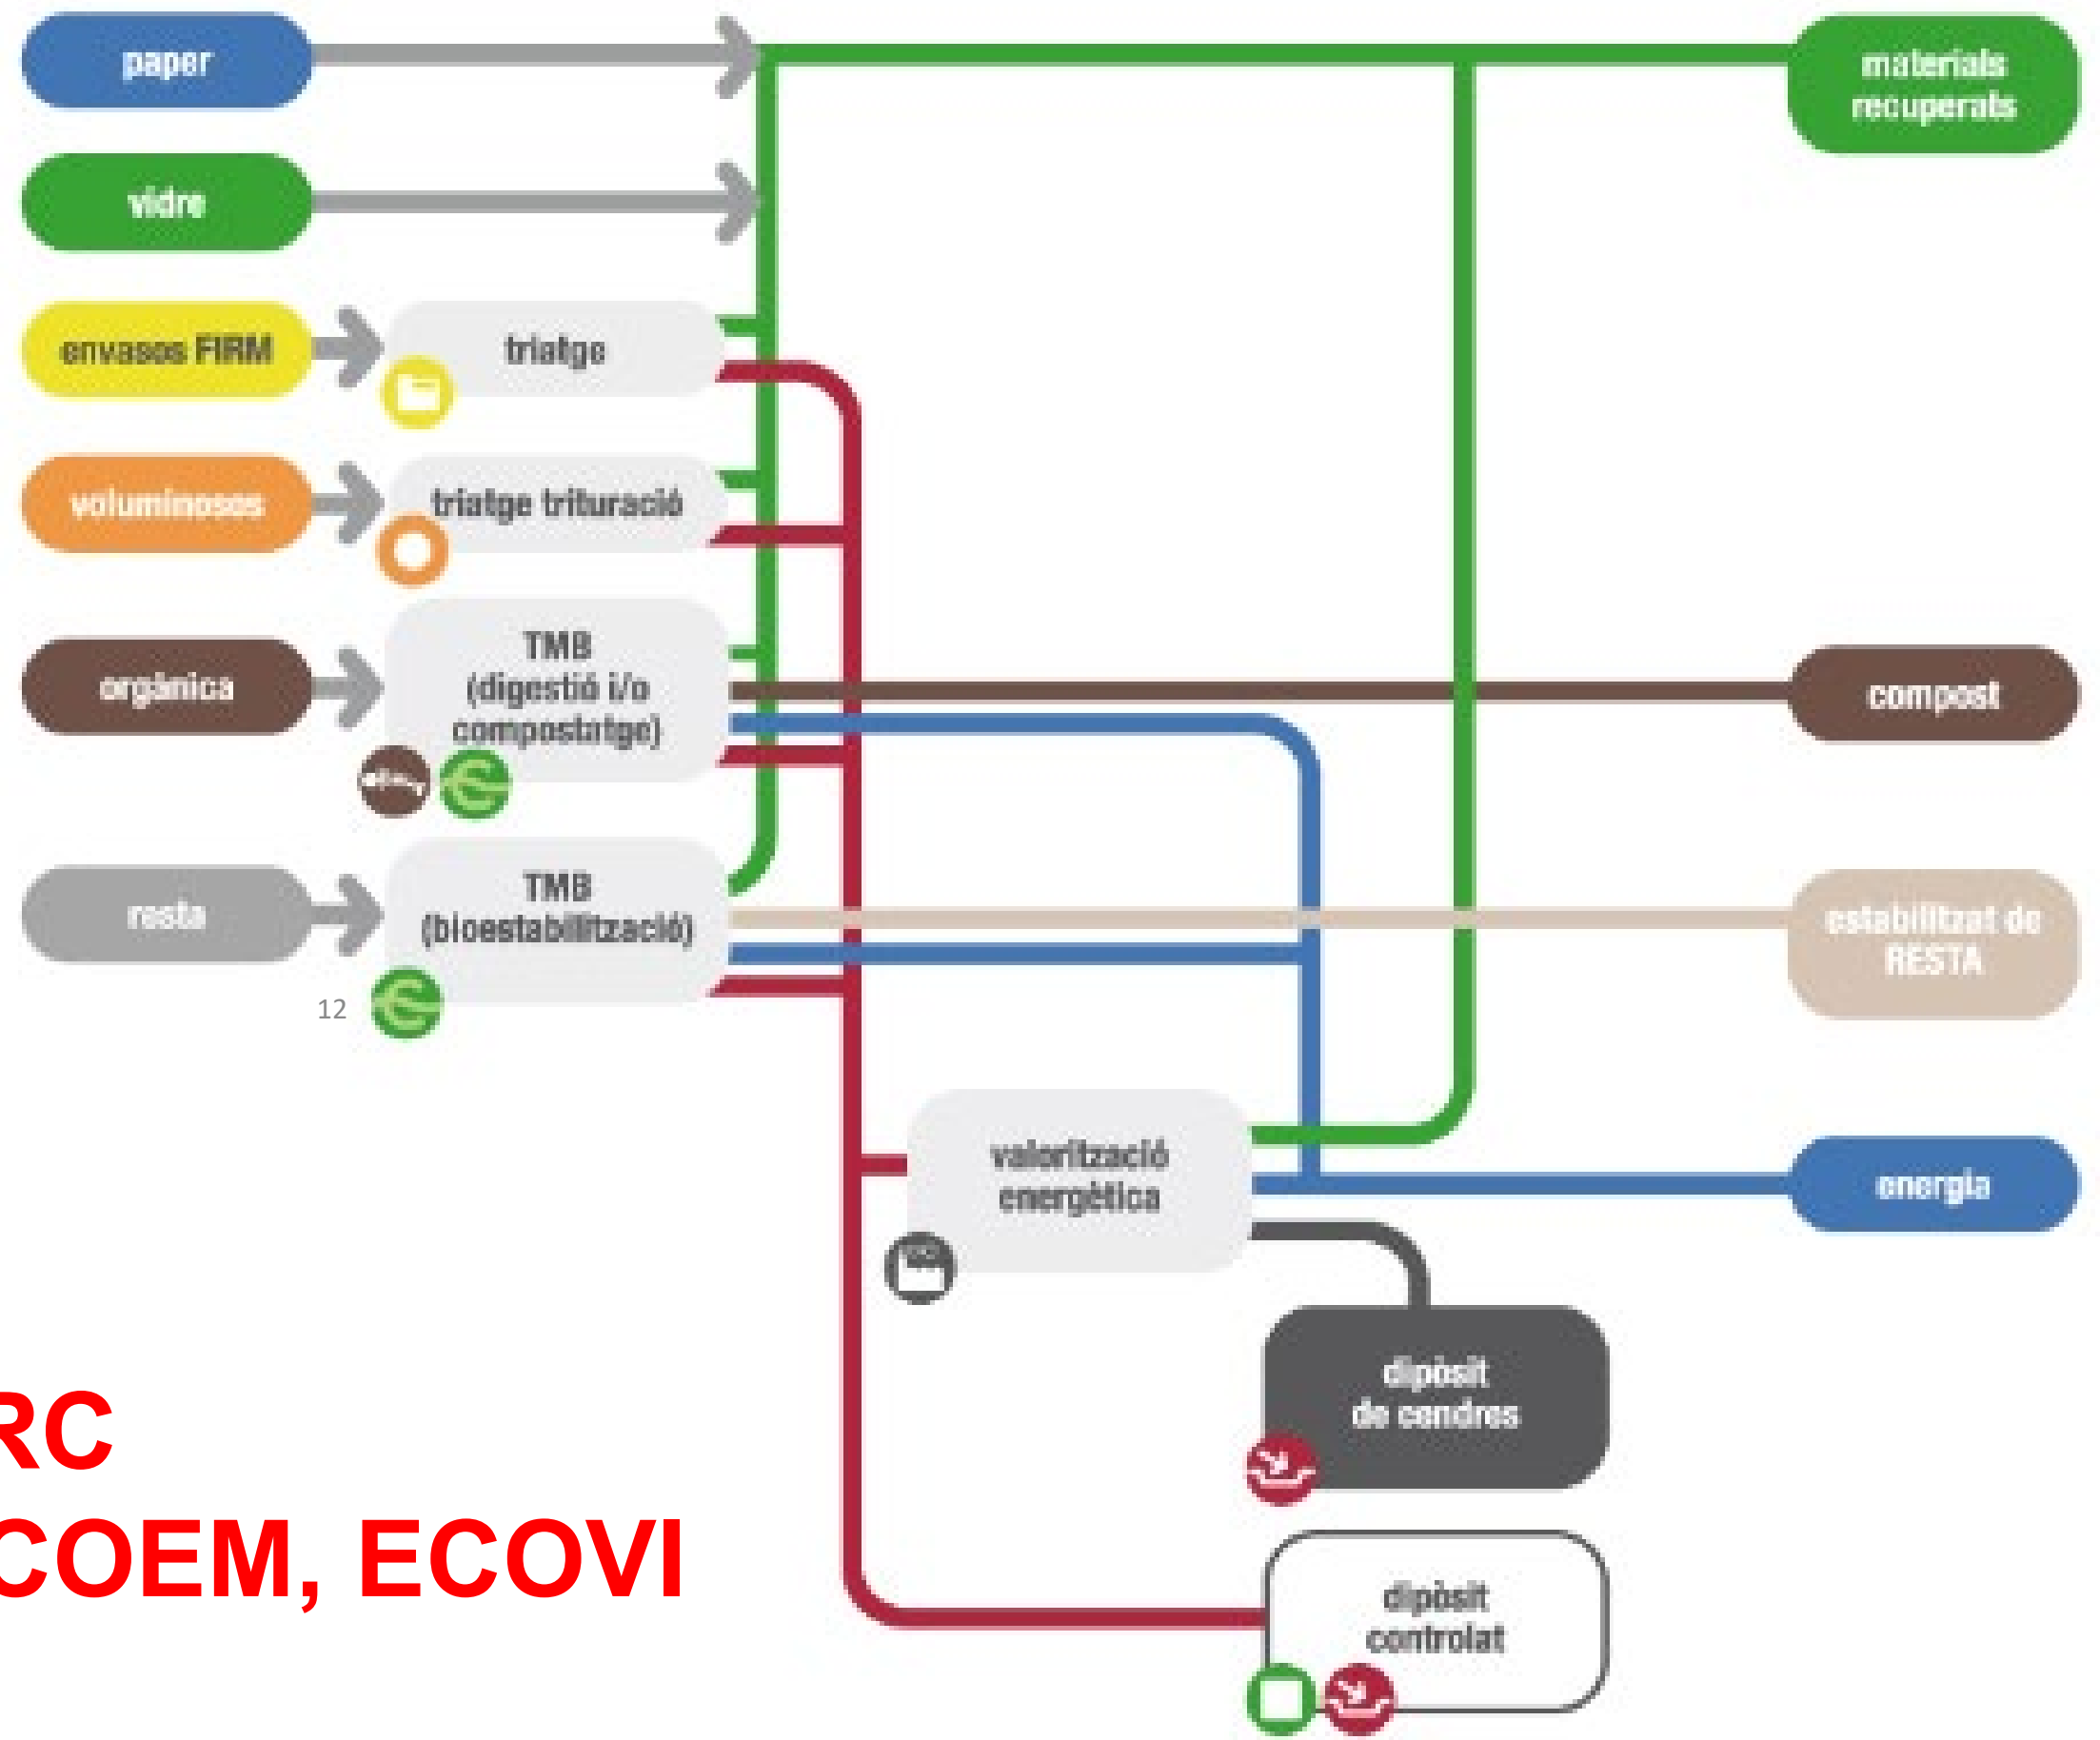 paper
materials
recuperats
vidre
envasos FIRM
triatge
voluminosos
triatge trituració
orgànica
TMB
(digestió i/o
compostatge)
compost
resta
TMB
(bioestabilització)
estabilitzat de
RESTA
12
valorització
energètica
energia
dipòsit
de cendres
RC
COEM, ECOVI
dipòsit
controlat